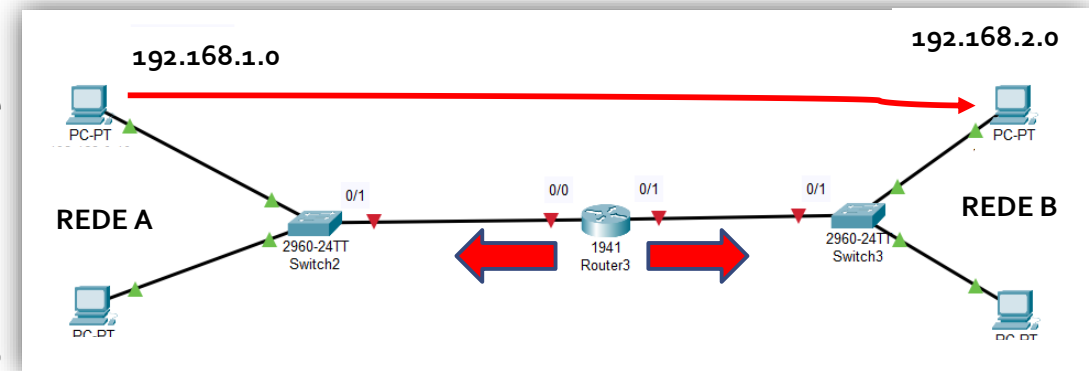 192.168.1.0
192.168.2.0
PC-PT
PC-PT
REDE A
0/1
0/0
0/1
0/1
REDE B
2960-24TT
Switch2
1941
Router3
2960-24TT
Switch3
PC-PT
PC-PT